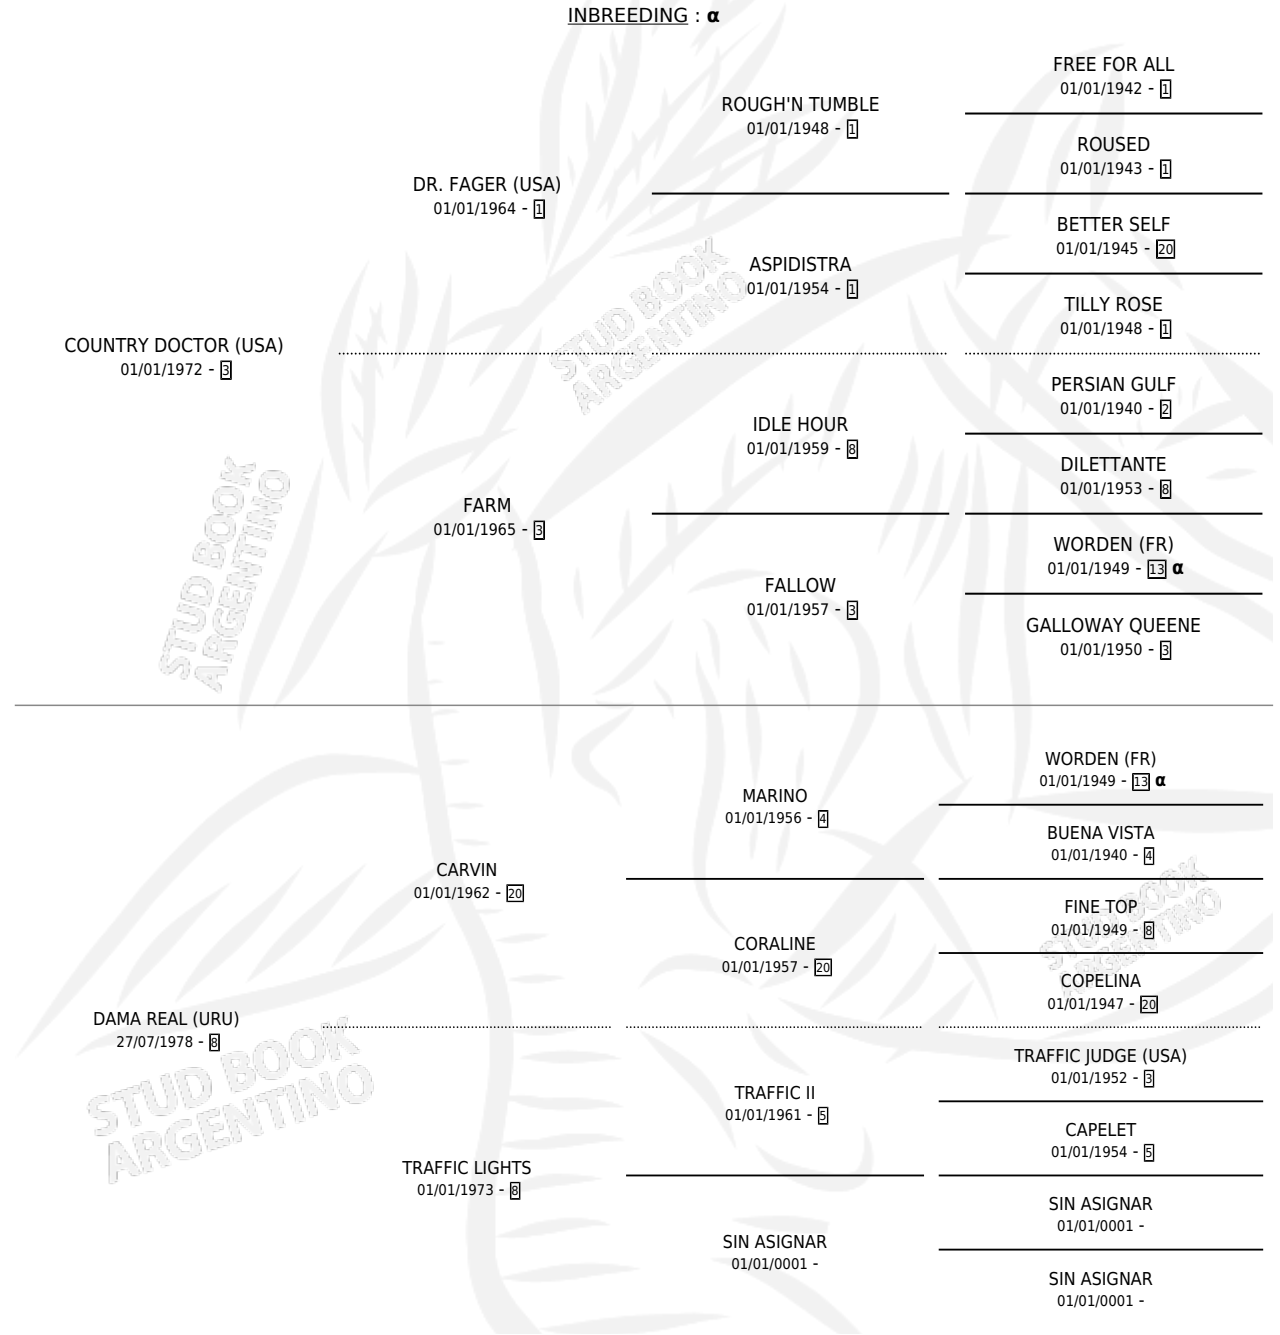 INBREEDING : α
FREE FOR ALL
01/01/1942 - 1
ROUGH'N TUMBLE
01/01/1948 - 1
ROUSED
01/01/1943 - 1
DR. FAGER (USA)
01/01/1964 - 1
BETTER SELF
01/01/1945 - 20
ASPIDISTRA
01/01/1954 - 1
TILLY ROSE
01/01/1948 - 1
COUNTRY DOCTOR (USA)
01/01/1972 - 3
PERSIAN GULF
01/01/1940 - 2
IDLE HOUR
01/01/1959 - 8
DILETTANTE
01/01/1953 - 8
FARM
01/01/1965 - 3
WORDEN (FR)
01/01/1949 - 13 α
FALLOW
01/01/1957 - 3
GALLOWAY QUEENE
01/01/1950 - 3
WORDEN (FR)
01/01/1949 - 13 α
MARINO
01/01/1956 - 4
BUENA VISTA
01/01/1940 - 4
CARVIN
01/01/1962 - 20
FINE TOP
01/01/1949 - 8
CORALINE
01/01/1957 - 20
COPELINA
01/01/1947 - 20
DAMA REAL (URU)
27/07/1978 - 8
TRAFFIC JUDGE (USA)
01/01/1952 - 3
TRAFFIC II
01/01/1961 - 5
CAPELET
01/01/1954 - 5
TRAFFIC LIGHTS
01/01/1973 - 8
SIN ASIGNAR
01/01/0001 -
SIN ASIGNAR
01/01/0001 -
SIN ASIGNAR
01/01/0001 -
STUD BOOK
ARGENTINO
STUD BOOK
ARGENTINO
STUD BOOK
ARGENTINO
STUD BOOK
ARGENTINO